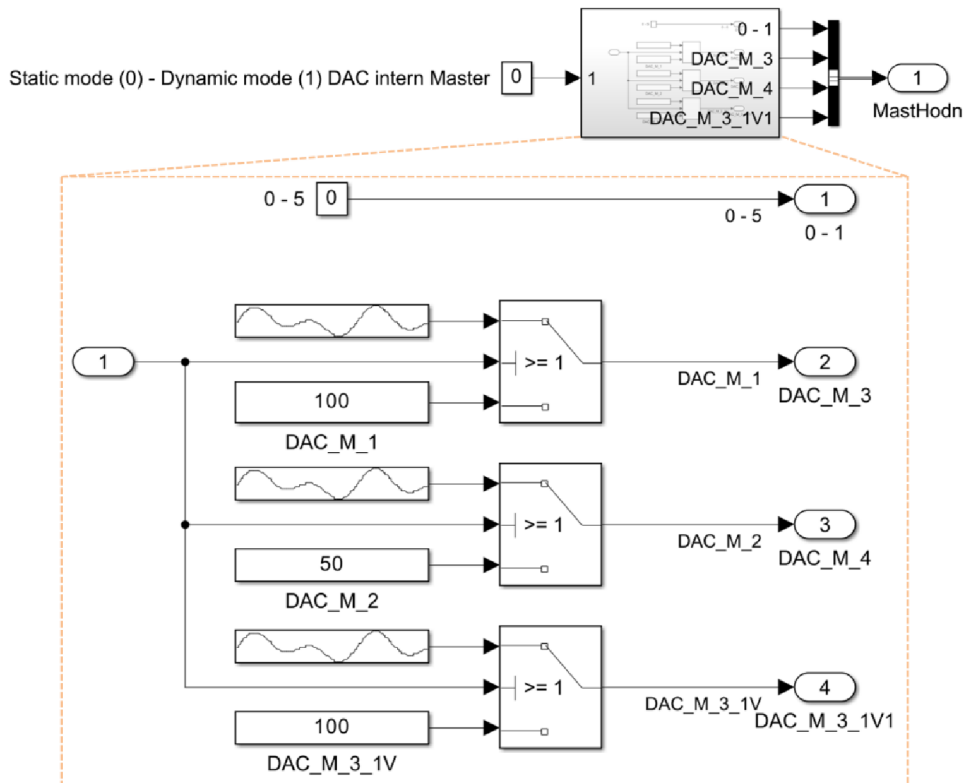 0 - 1
DAC_M_3
Static mode (0) - Dynamic mode (1) DAC intern Master 0
1
DAC_M_4
1
MastHodn
DAC_M_3_1V1
0 - 5 0
1
0 - 5
0 - 1
1
>= 1
2
100
DAC_M_1
DAC_M_3
DAC_M_1
>= 1
3
50
DAC_M_2
DAC_M_4
DAC_M_2
>= 1
4
100
DAC_M_3_1V
DAC_M_3_1V1
DAC_M_3_1V